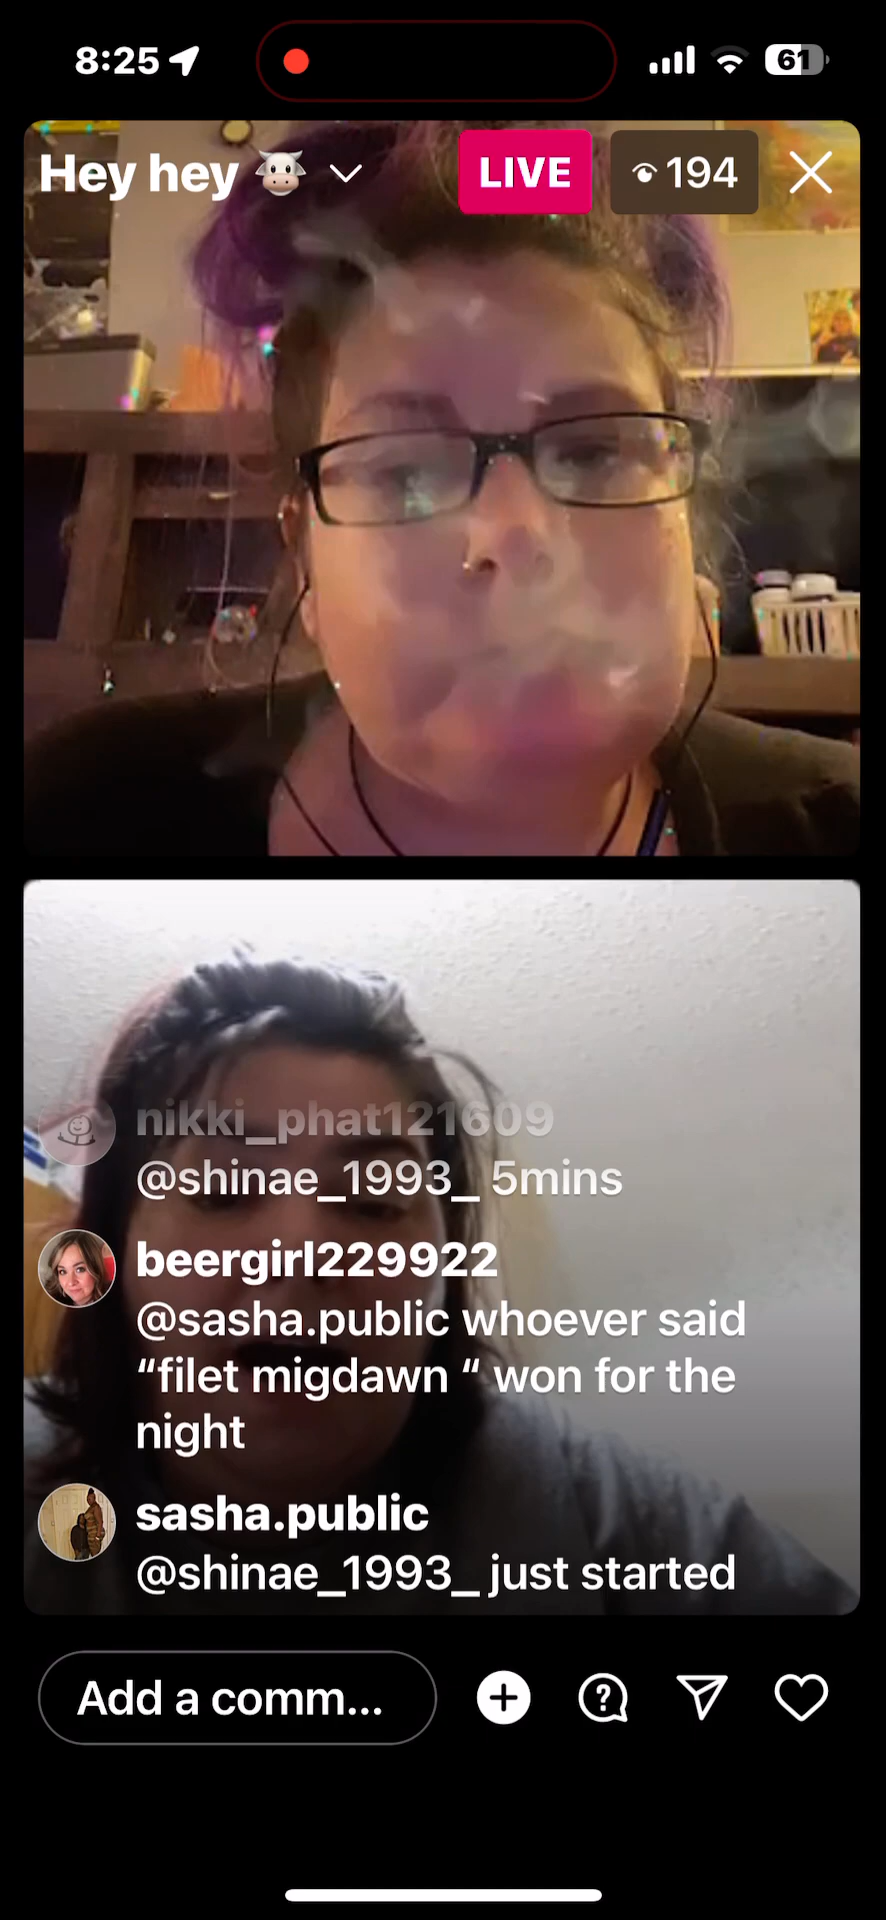 8:25
61
Hey hey 🐮
LIVE
194
nikki_phat121609
@shinae_1993_ 5mins
beergirl229922
@sasha.public whoever said
“filet migdawn “ won for the
night
sasha.public
@shinae_1993_ just started
Add a comm...